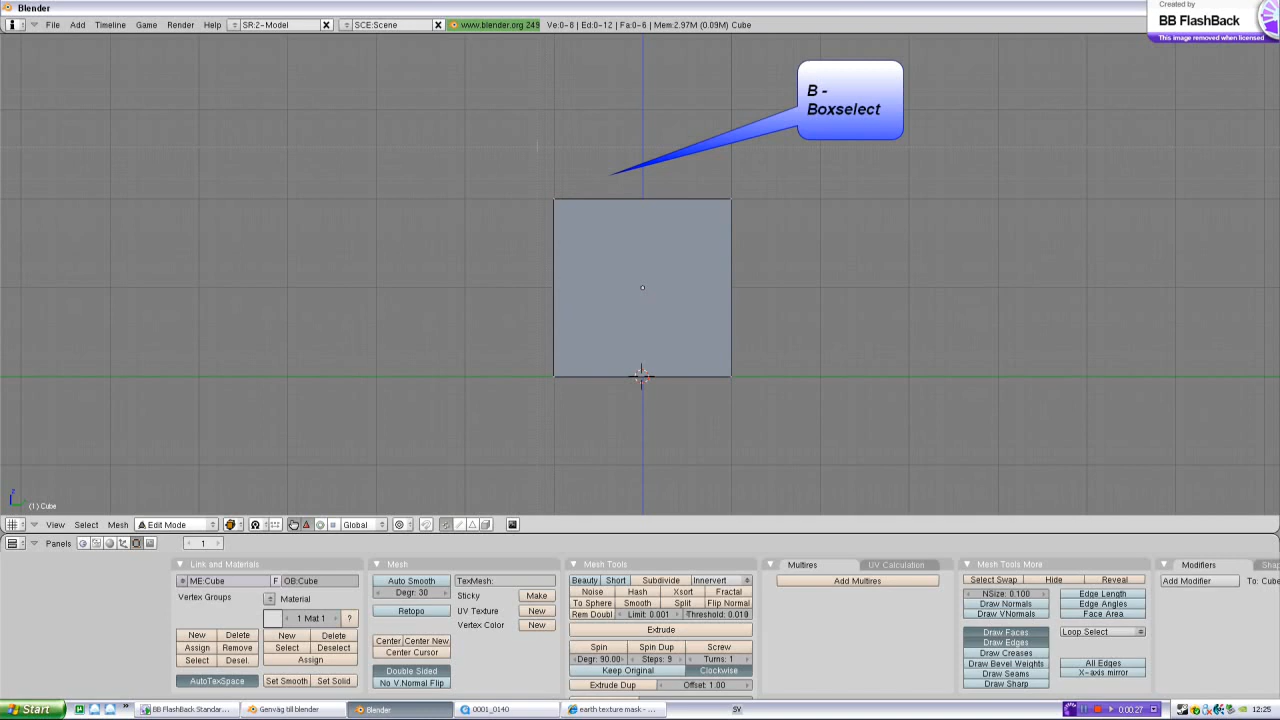 Blender
Created by
BB FlashBack
This image removed when licensed
File Add Timeline Game Render Help SR:2-Model X SCE:Scene X www.blender.org 249 Ve:0-8 | Ed:0-12 | Fa:0-6 | Mem:2.97M (0.09M) Cube
B -
Boxselect
z
(1) Cube
View Select Mesh Edit Mode Global
Panels 1
Link and Materials
ME:Cube F OB:Cube
Vertex Groups Material
1 Mat 1 ?
New Delete New Delete
Assign Remove Select Deselect
Select Desel. Assign
AutoTexSpace Set Smooth Set Solid
Mesh
Auto Smooth TexMesh:
Degr: 30 Sticky Make
Retopo UV Texture New
Vertex Color New
Center Center New
Center Cursor
Double Sided
No V.Normal Flip
Mesh Tools
Beauty Short Subdivide Innervert
Noise Hash Xsort Fractal
To Sphere Smooth Split Flip Normal
Rem Doubl Limit: 0.001 Threshold: 0.010
Extrude
Spin Spin Dup Screw
Degr: 90.00 Steps: 9 Turns: 1
Keep Original Clockwise
Extrude Dup Offset: 1.00
Multires UV Calculation
Add Multires
Mesh Tools More
Select Swap Hide Reveal
NSize: 0.100 Edge Length
Draw Normals Edge Angles
Draw VNormals Face Area
Draw Faces Loop Select
Draw Edges
Draw Creases
Draw Bevel Weights All Edges
Draw Seams X-axis mirror
Draw Sharp
Modifiers Shap
Add Modifier To: Cube
Start BB FlashBack Standar... Genväg till blender Blender 0001_0140 earth texture mask - ... SV 0:00:27 12:25